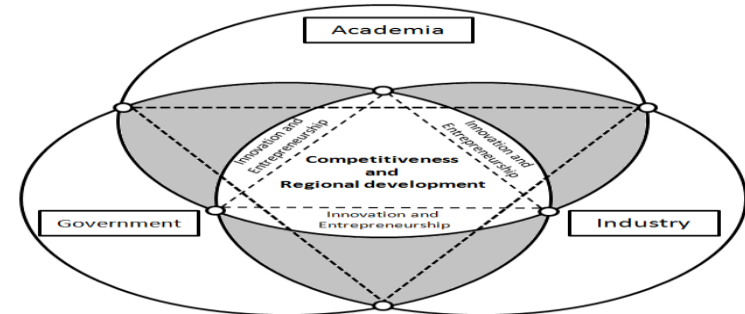 Academia
Innovation and
Entrepreneurship
Innovation and
Entrepreneurship
Competitiveness
and
Regional development
Government
Innovation and
Entrepreneurship
Industry